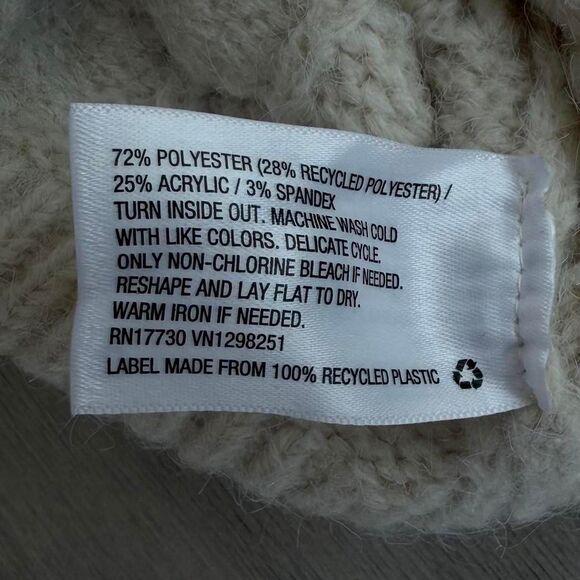 72% POLYESTER (28% RECYCLED POLYESTER) /
25% ACRYLIC / 3% SPANDEX
TURN INSIDE OUT. MACHINE WASH COLD
WITH LIKE COLORS. DELICATE CYCLE.
ONLY NON-CHLORINE BLEACH IF NEEDED.
RESHAPE AND LAY FLAT TO DRY.
WARM IRON IF NEEDED.
RN17730 VN1298251
LABEL MADE FROM 100% RECYCLED PLASTIC